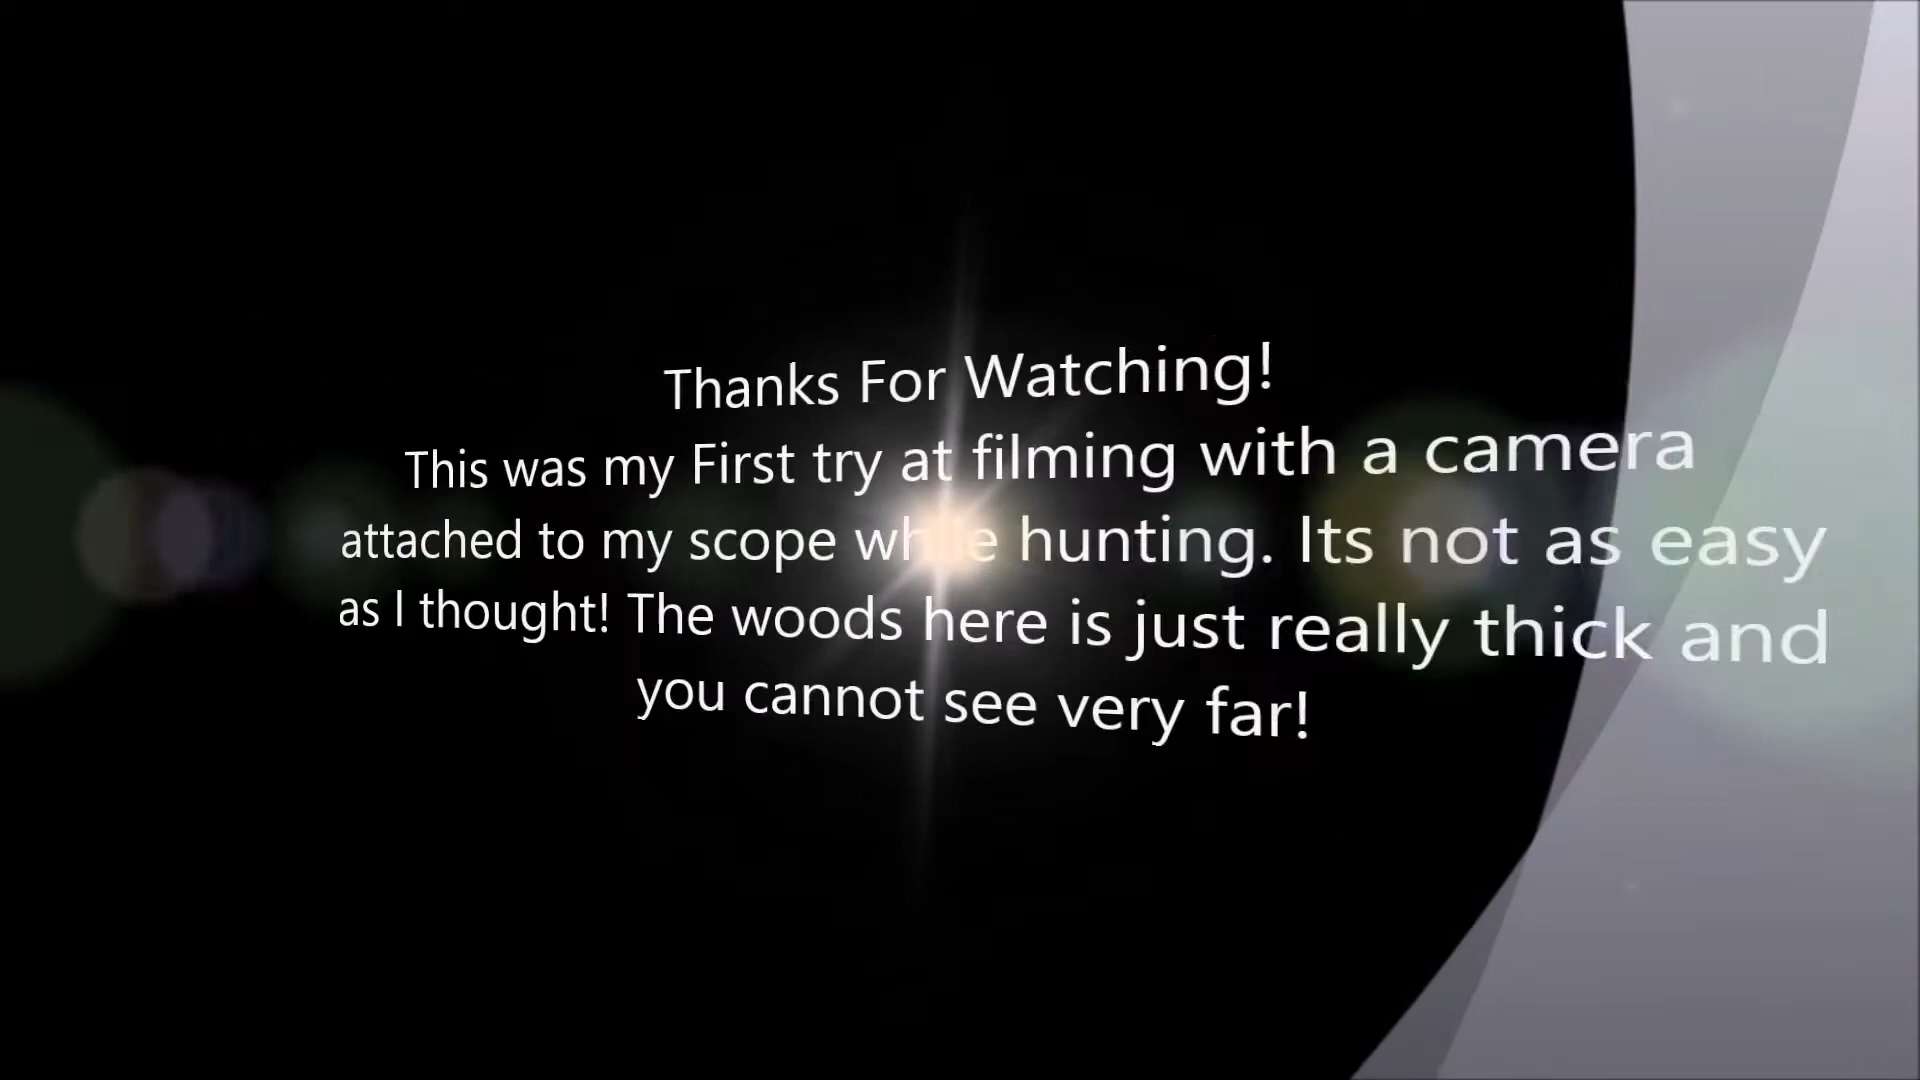 Thanks For Watching!
This was my First try at filming with a camera
attached to my scope while hunting. Its not as easy
as I thought! The woods here is just really thick and
you cannot see very far!